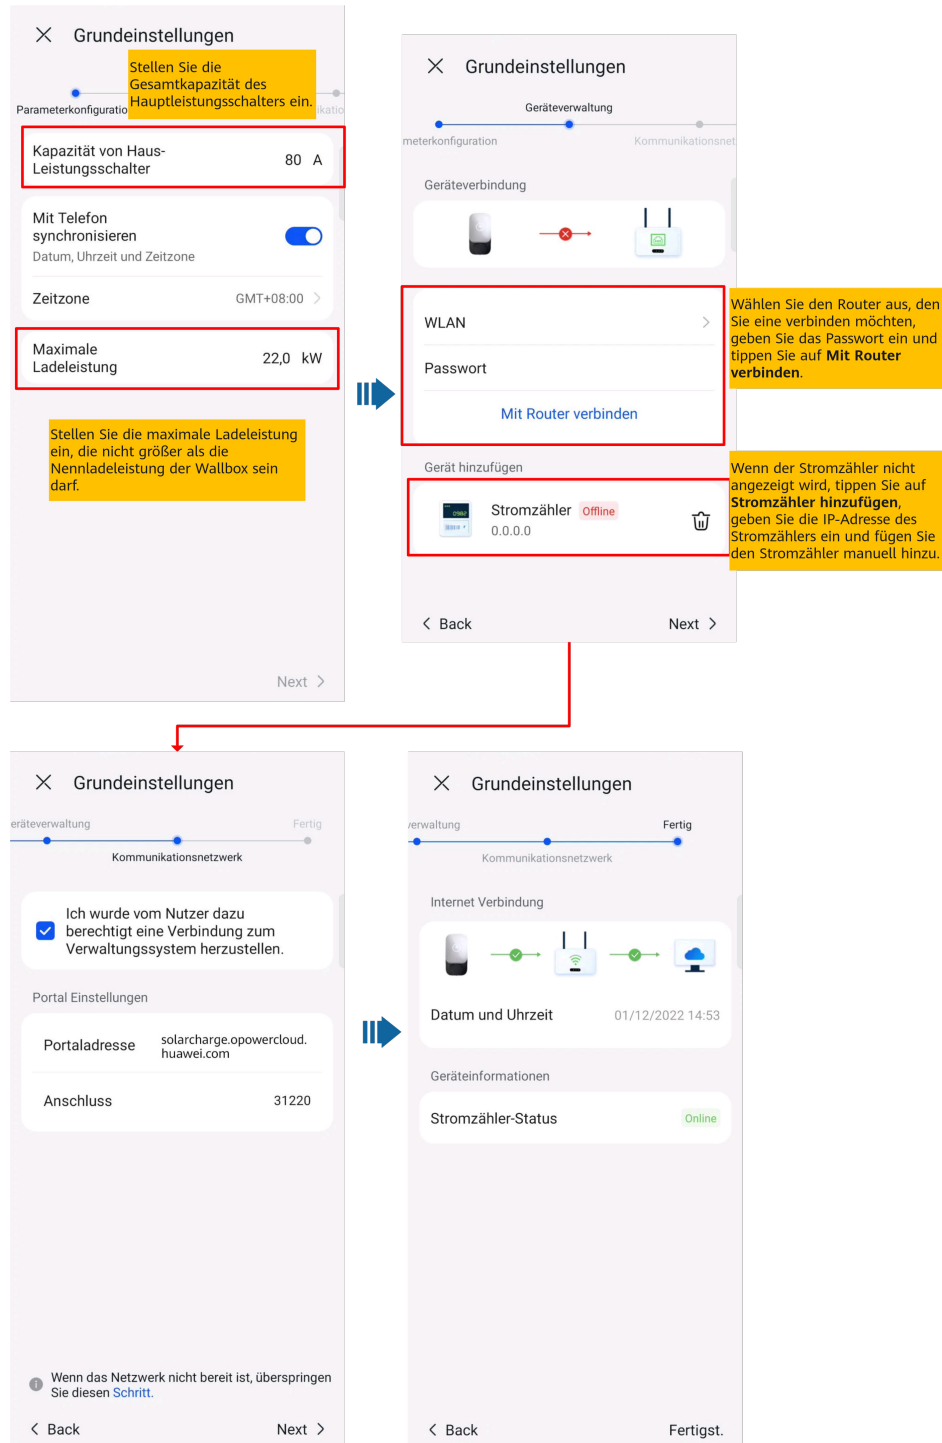 Grundeinstellungen
Stellen Sie die
Gesamtkapazität des
Hauptleistungsschalters ein.
Parameterkonfiguratio
ikatio
Kapazität von Haus-
Leistungsschalter
80 A
Mit Telefon
synchronisieren
Datum, Uhrzeit und Zeitzone
Zeitzone
GMT+08:00
Maximale
Ladeleistung
22,0 kW
Stellen Sie die maximale Ladeleistung
ein, die nicht größer als die
Nennladeleistung der Wallbox sein
darf.
Next
Grundeinstellungen
Geräteverwaltung
meterkonfiguration
Kommunikationsnet
Geräteverbindung
WLAN
Passwort
Mit Router verbinden
Wählen Sie den Router aus, den
Sie eine verbinden möchten,
geben Sie das Passwort ein und
tippen Sie auf Mit Router
verbinden.
Gerät hinzufügen
Stromzähler Offline
0.0.0.0
Wenn der Stromzähler nicht
angezeigt wird, tippen Sie auf
Stromzähler hinzufügen,
geben Sie die IP-Adresse des
Stromzählers ein und fügen Sie
den Stromzähler manuell hinzu.
Back
Next
Grundeinstellungen
eräteverwaltung
Fertig
Kommunikationsnetzwerk
Ich wurde vom Nutzer dazu
berechtigt eine Verbindung zum
Verwaltungssystem herzustellen.
Portal Einstellungen
Portaladresse
solarcharge.opowercloud.
huawei.com
Anschluss
31220
Wenn das Netzwerk nicht bereit ist, überspringen
Sie diesen Schritt.
Back
Next
Grundeinstellungen
verwaltung
Fertig
Kommunikationsnetzwerk
Internet Verbindung
Datum und Uhrzeit
01/12/2022 14:53
Geräteinformationen
Stromzähler-Status
Online
Back
Fertigst.